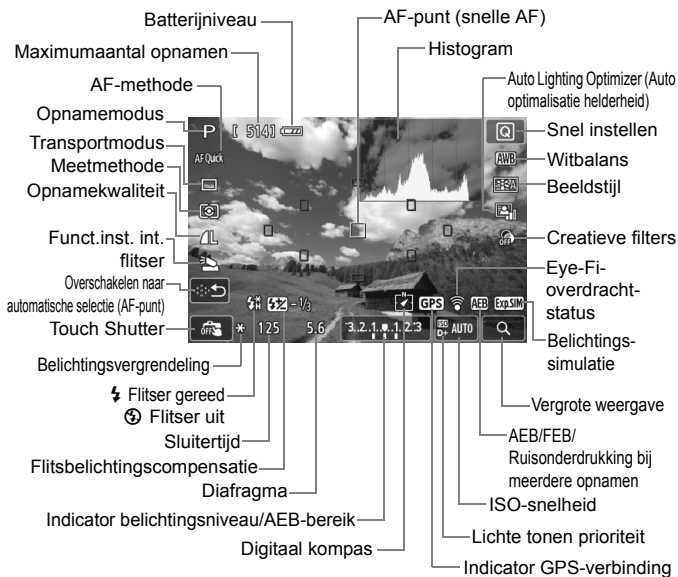 Batterijniveau
AF-punt (snelle AF)
Maximumaantal opnamen
Histogram
AF-methode
Auto Lighting Optimizer (Auto
optimalisatie helderheid)
Opnamemodus
P [ 514]
Q
Snel instellen
Transportmodus
AF Quick
AWB
Witbalans
Meetmethode
Beeldstijl
Opnamekwaliteit
L
Funct.inst. int.
flitser
OFF
Creatieve filters
Overschakelen naar
automatische selectie (AF-punt)
Eye-Fi-
overdracht-
status
H -1/3
GPS AEB Exp.SIM
Touch Shutter
OFF * 125 5.6 -3..2..1..0..1..2.:3 ISO D+ AUTO
Belichtings-
simulatie
Belichtingsvergrendeling
Flitser gereed
Flitser uit
Vergrote weergave
Sluitertijd
AEB/FEB/
Ruisonderdrukking bij
meerdere opnamen
Flitsbelichtingscompensatie
Diafragma
ISO-snelheid
Indicator belichtingsniveau/AEB-bereik
Lichte tonen prioriteit
Digitaal kompas
Indicator GPS-verbinding